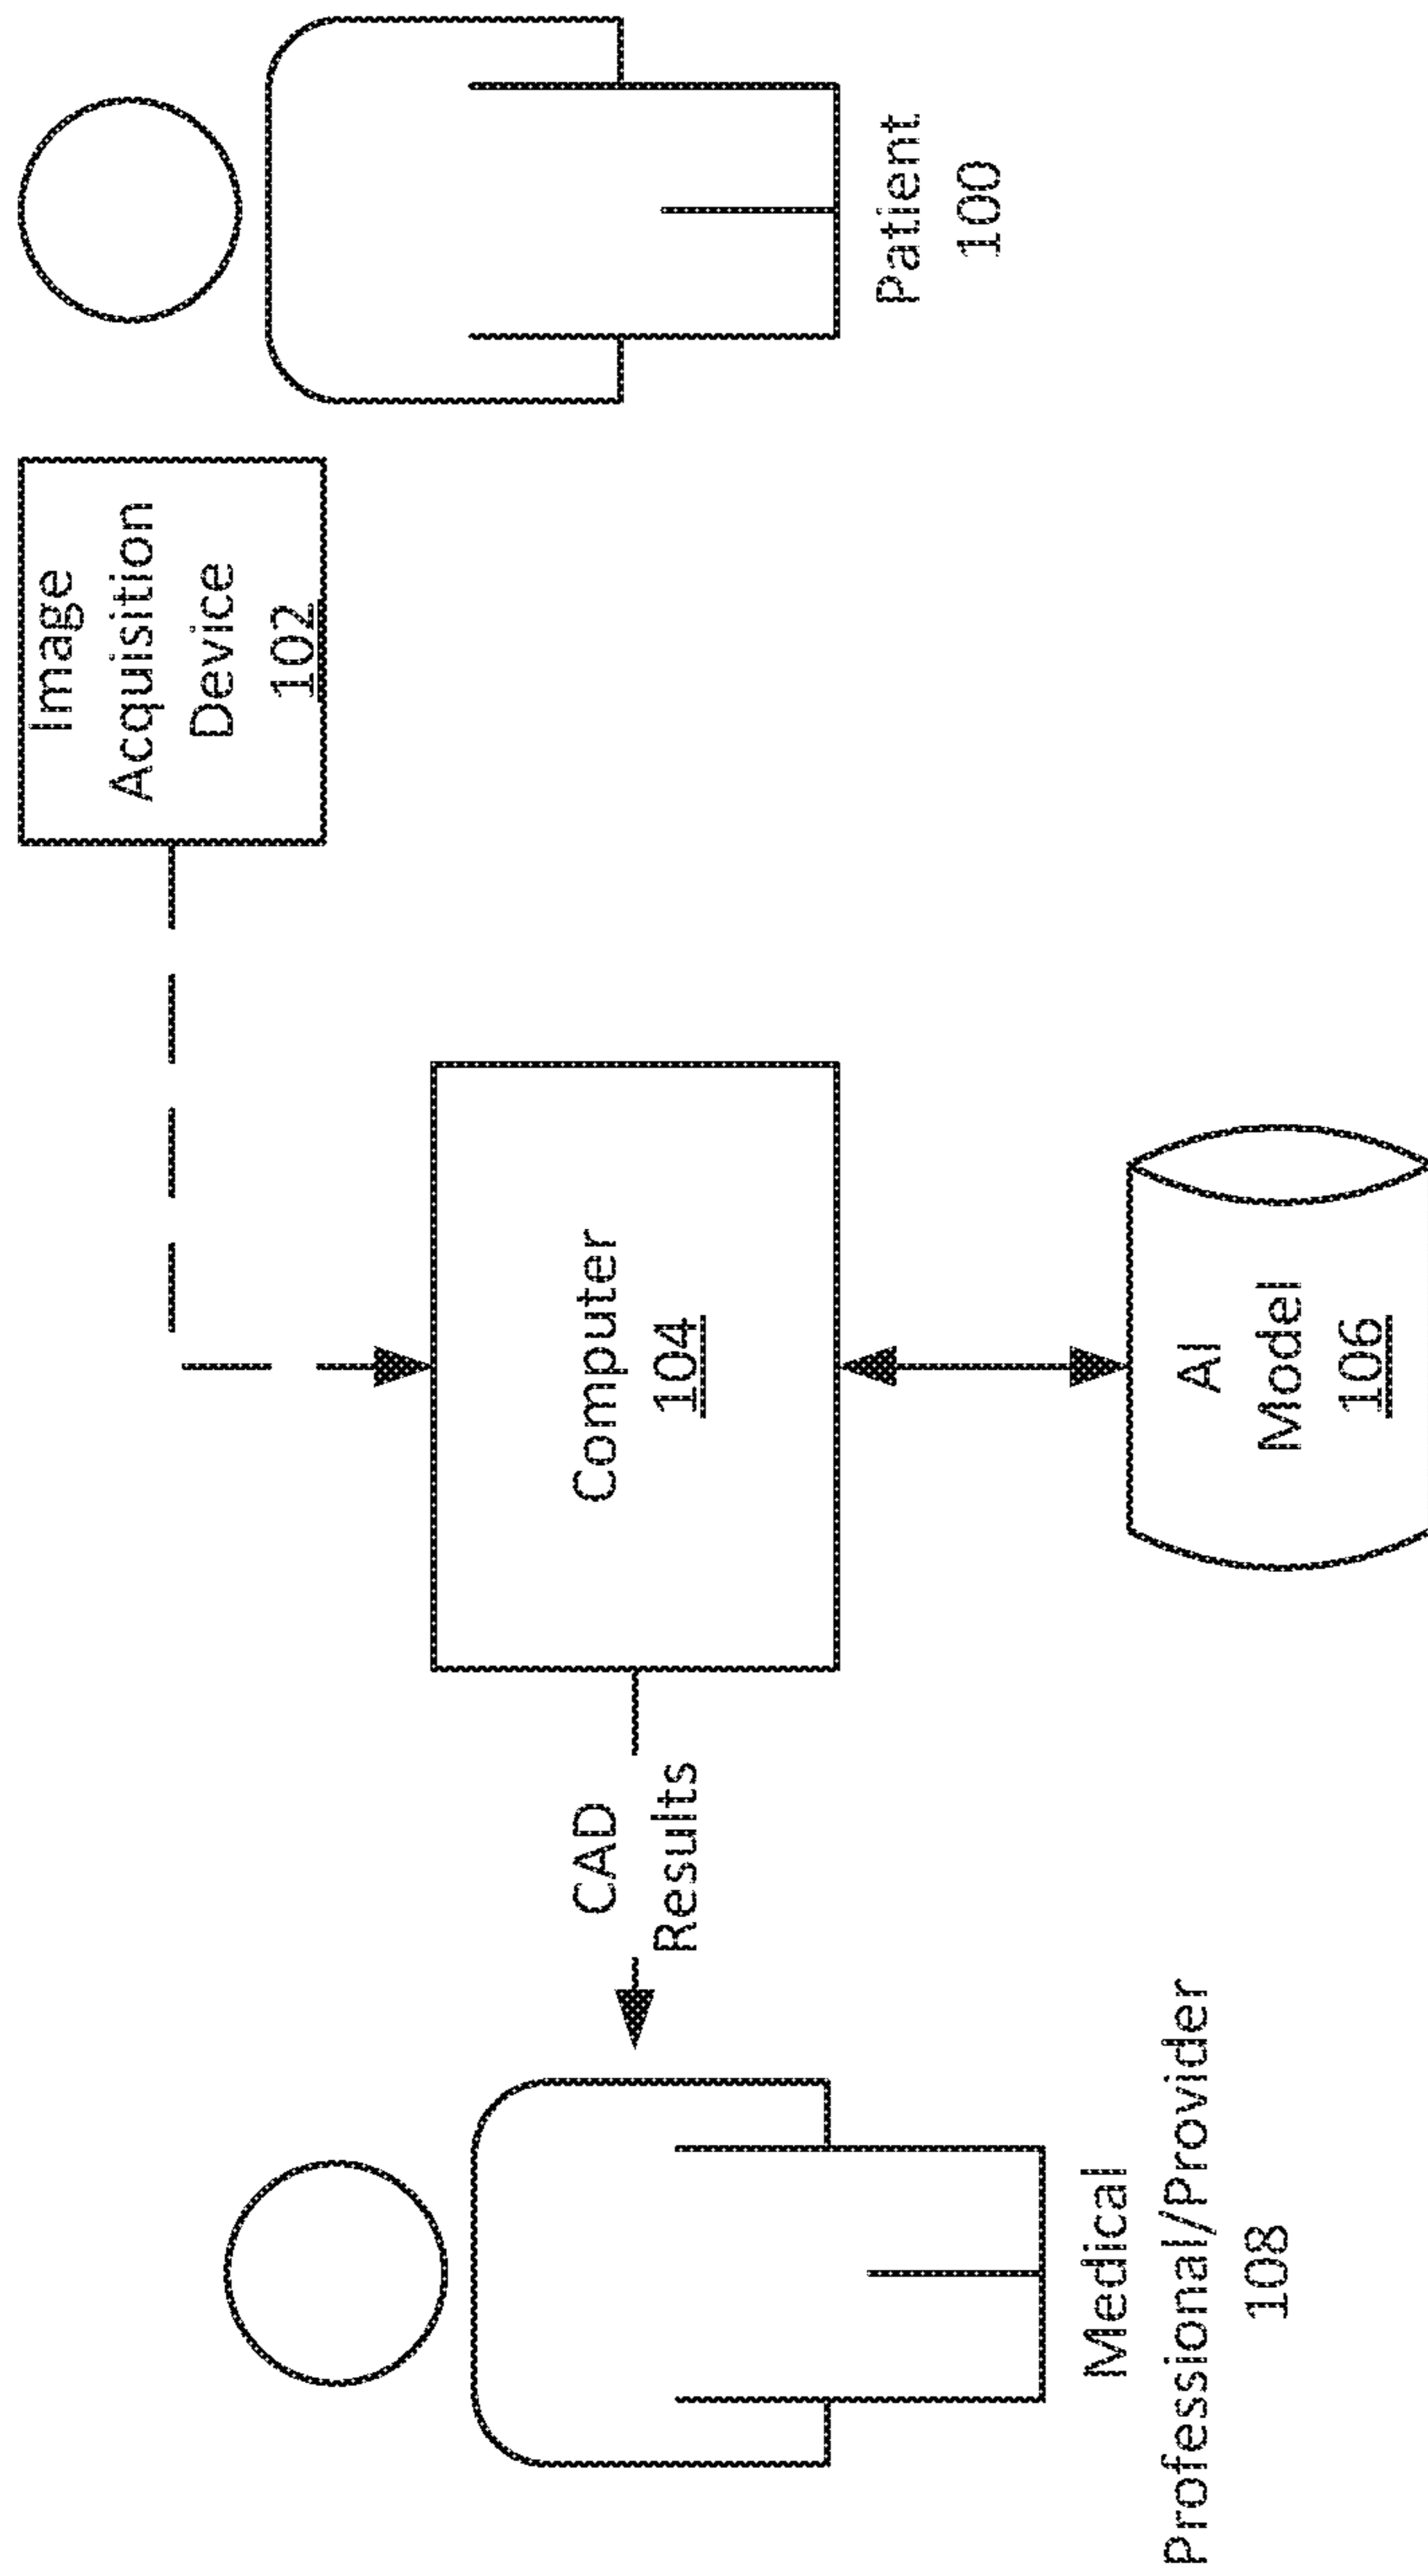 Medical
Professional/Provider
108
CAD
Results
Computer
104
AI
Model
106
Image
Acquisition
Device
102
Patient
100